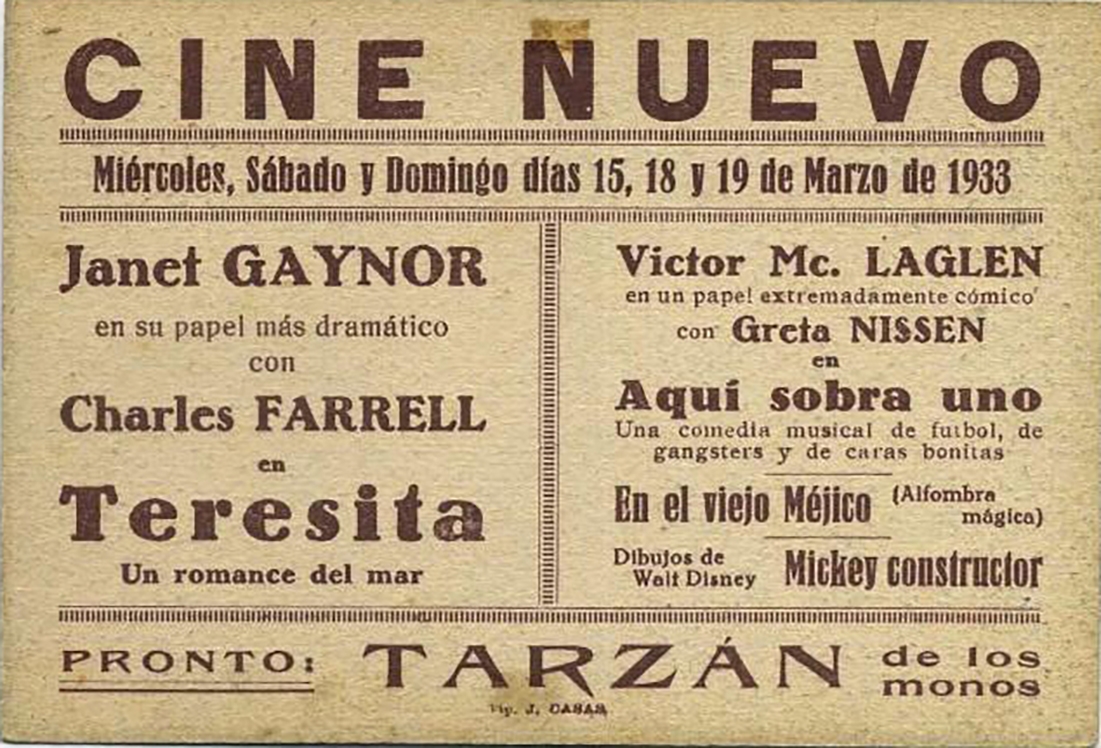 CINE NUEVO
Miércoles, Sábado y Domingo días 15, 18 y 19 de Marzo de 1933
Janet GAYNOR
en su papel más dramático
con
Charles FARRELL
en
Teresita
Un romance del mar
Victor Mc. LAGLEN
en un papel extremadamente cómico
con Greta NISSEN
en
Aquí sobra uno
Una comedia musical de futbol, de
gangsters y de caras bonitas
En el viejo Méjico (Alfombra
mágica)
Dibujos de
Walt Disney
Mickey constructor
PRONTO: TARZÁN de los
monos
Tip. J. CASAS